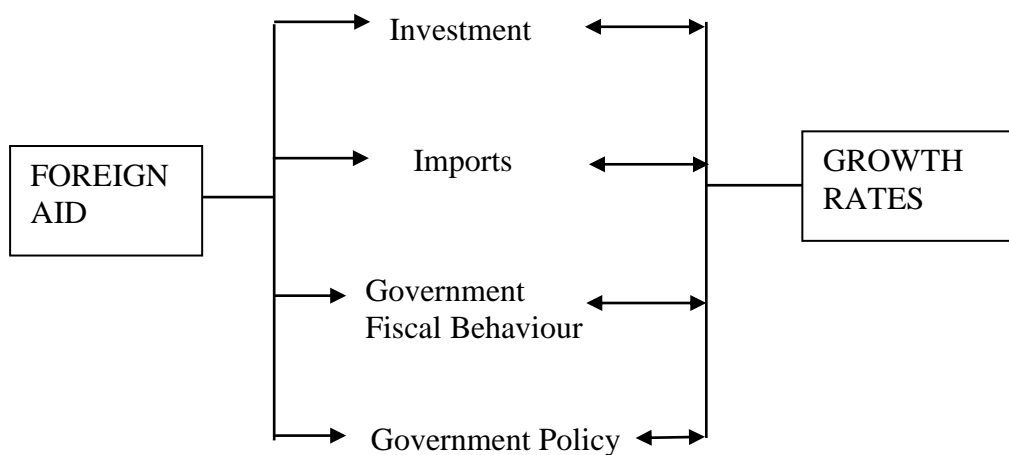 Investment
Imports
FOREIGN
AID
GROWTH
RATES
Government
Fiscal Behaviour
Government Policy